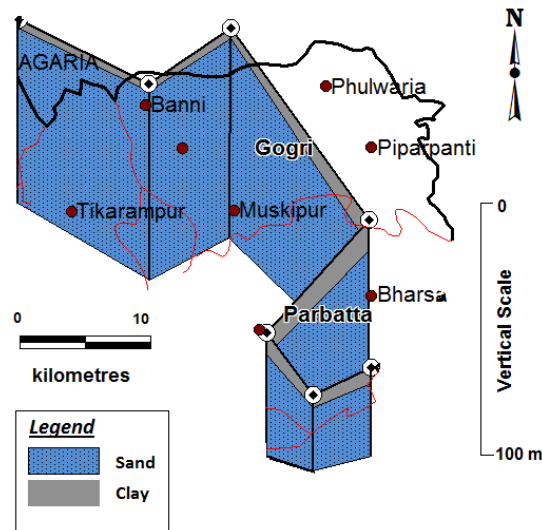 N
AGARIA
Phulwaria
Banni
Gogri
Piparpanti
Tikarampur
Muskipur
0
Bharsa
Parbatta
0
10
kilometres
Vertical Scale
Legend
Sand
Clay
100 m